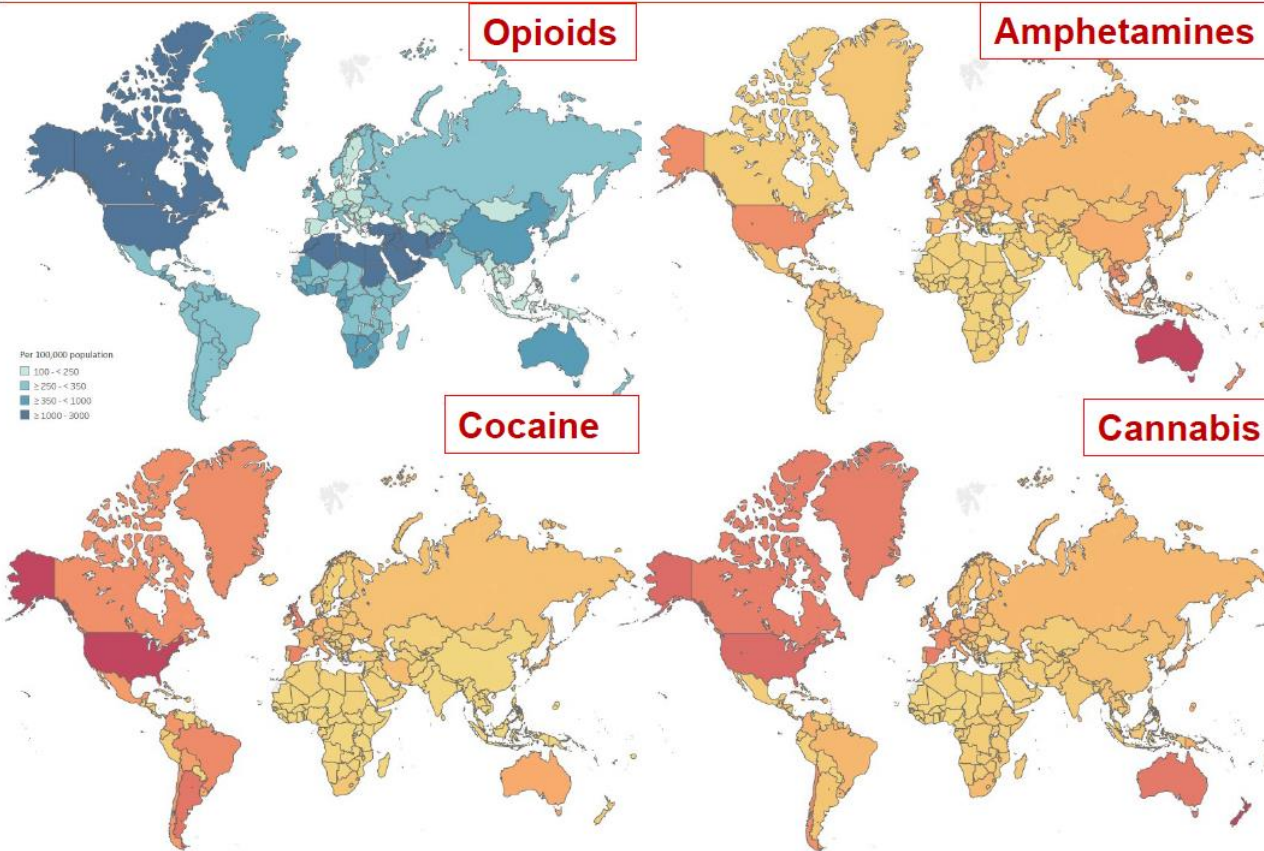 Opioids
Amphetamines
Per 100,000 population
100 - < 250
≥ 250 - < 350
≥ 350 - < 1000
≥ 1000 - 3000
Cocaine
Cannabis